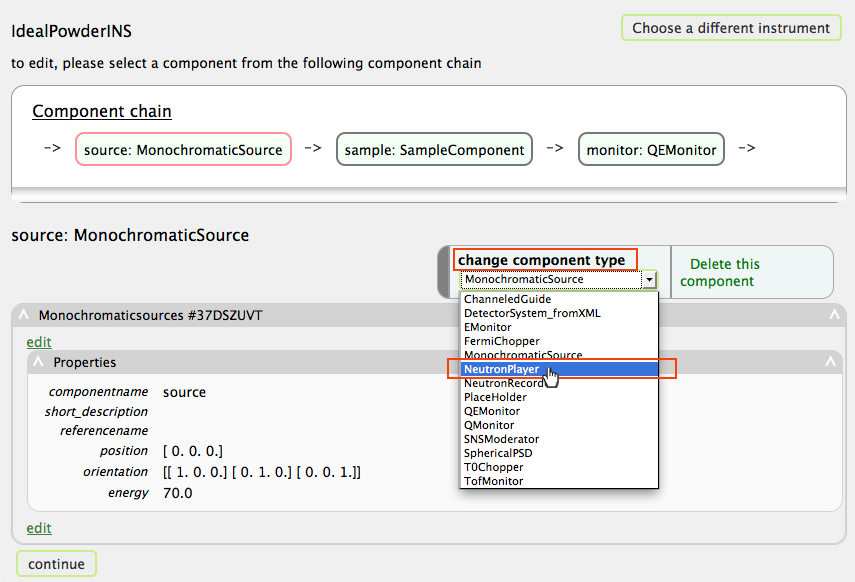 IdealPowderINS
Choose a different instrument
to edit, please select a component from the following component chain
Component chain
-> source: MonochromaticSource -> sample: SampleComponent -> monitor: QEMonitor ->
source: MonochromaticSource
change component type
MonochromaticSource
Delete this
component
ChanneledGuide
DetectorSystem_fromXML
EMonitor
FermiChopper
MonochromaticSource
NeutronPlayer
NeutronRecord
PlaceHolder
QEMonitor
QMonitor
SNSModerator
SphericalPSD
T0Chopper
TofMonitor
Monochromaticsources #37DSZUVT
edit
Properties
componentname source
short_description
referencename
position [ 0. 0. 0.]
orientation [[ 1. 0. 0.] [ 0. 1. 0.] [ 0. 0. 1.]]
energy 70.0
edit
continue